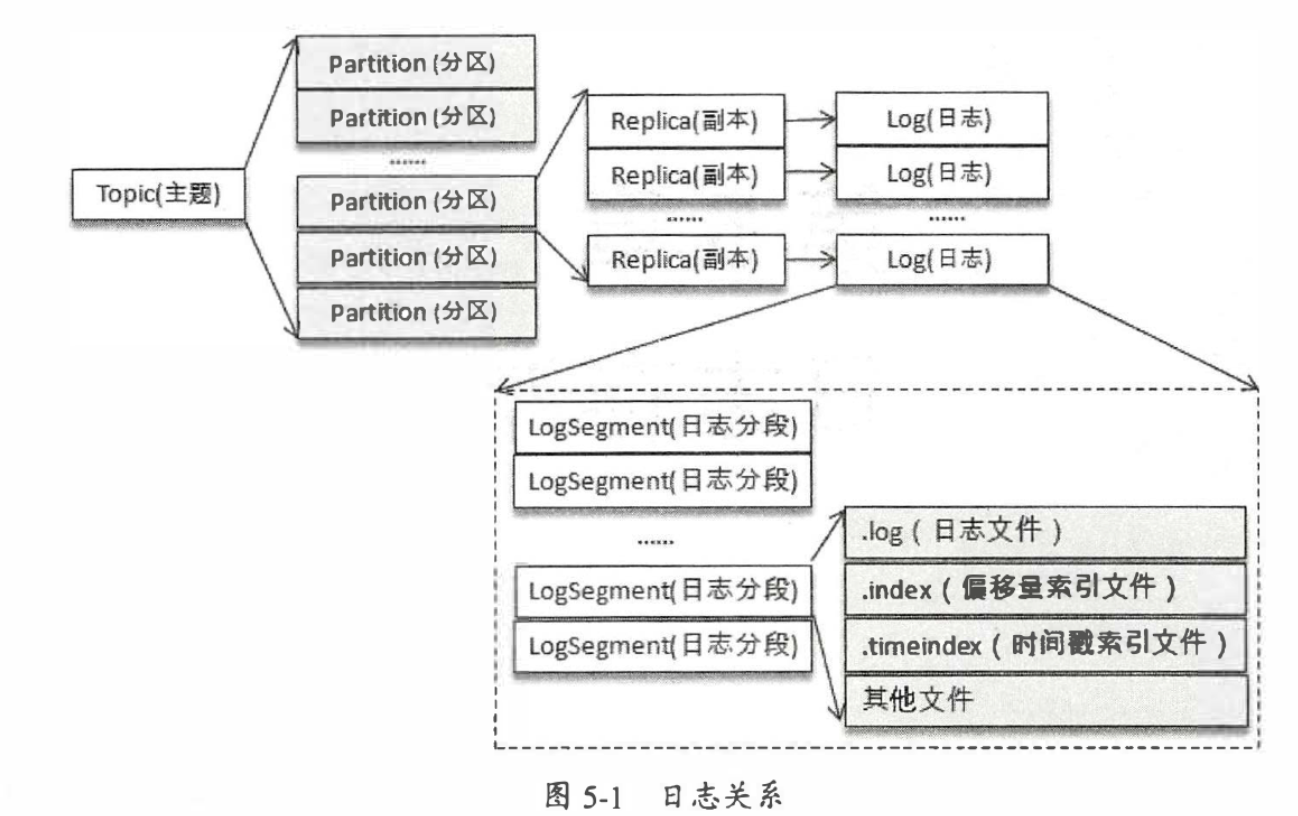 Topic(主题)
Partition (分区)
Partition (分区)
......
Partition (分区)
Partition (分区)
Partition (分区)
Replica(副本)
Replica(副本)
......
Replica(副本)
Log(日志)
Log(日志)
......
Log(日志)
LogSegment(日志分段)
LogSegment(日志分段)
......
LogSegment(日志分段)
LogSegment(日志分段)
.log ( 日志文件 )
.index ( 偏移量索引文件 )
.timeindex ( 时间戳索引文件 )
其他文件
图 5-1 日志关系